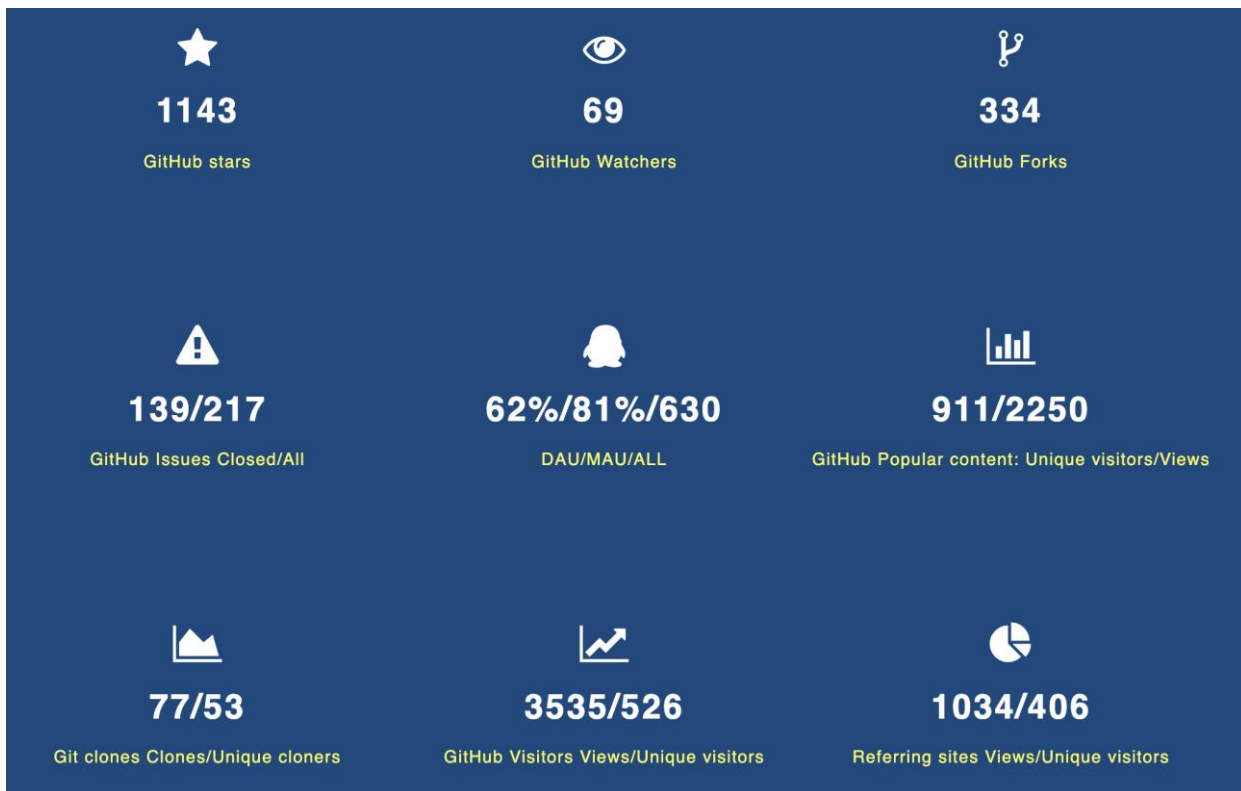 1143
69
334
GitHub stars
GitHub Watchers
GitHub Forks
139/217
62%/81%/630
911/2250
GitHub Issues Closed/All
DAU/MAU/ALL
GitHub Popular content: Unique visitors/Views
77/53
3535/526
1034/406
Git clones Clones/Unique cloners
GitHub Visitors Views/Unique visitors
Referring sites Views/Unique visitors